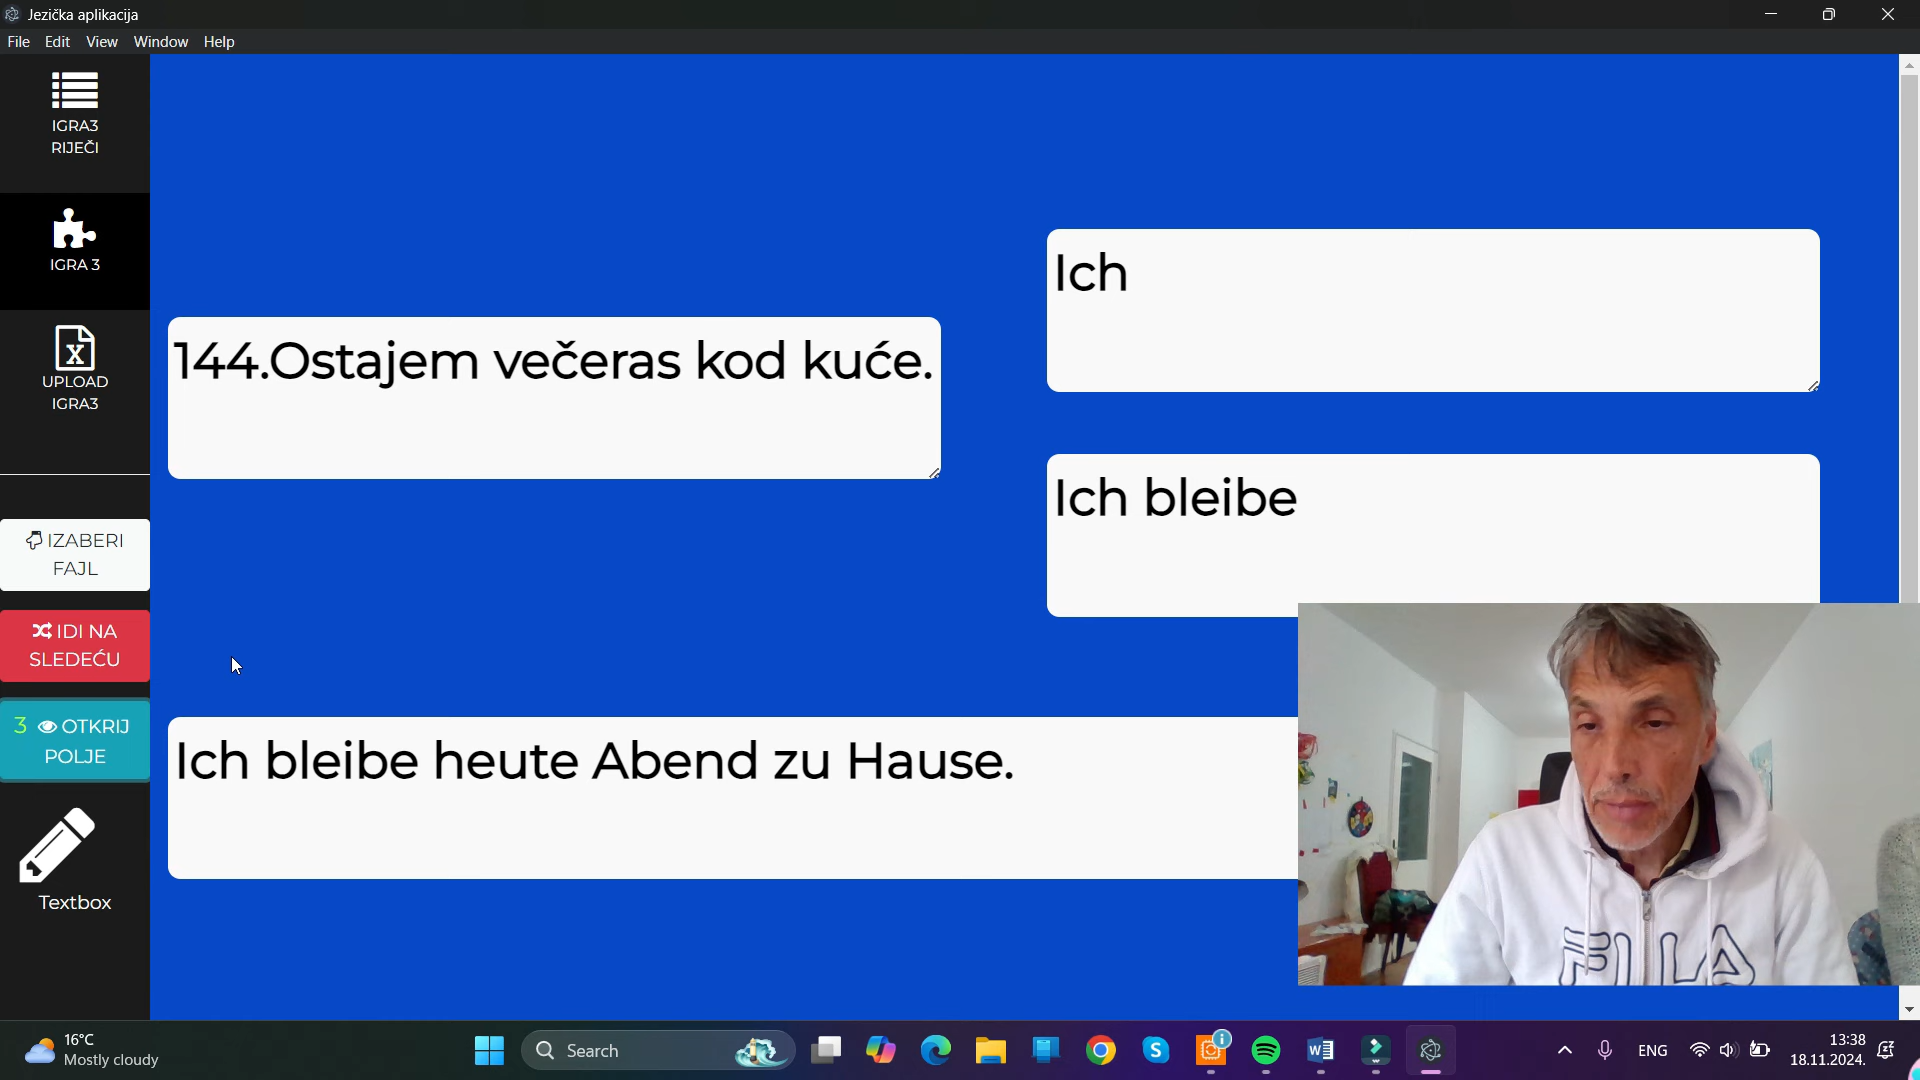 Jezička aplikacija
File Edit View Window Help
IGRA3
RIJEČI
IGRA 3
X
UPLOAD
IGRA3
IZABERI
FAJL
IDI NA
SLEDEĆU
3 OTKRIJ
POLJE
Textbox
144.Ostajem večeras kod kuće.
Ich
Ich bleibe
Ich bleibe heute Abend zu Hause.
FILA
16°C
Mostly cloudy
Search
ENG
13:38
18.11.2024.